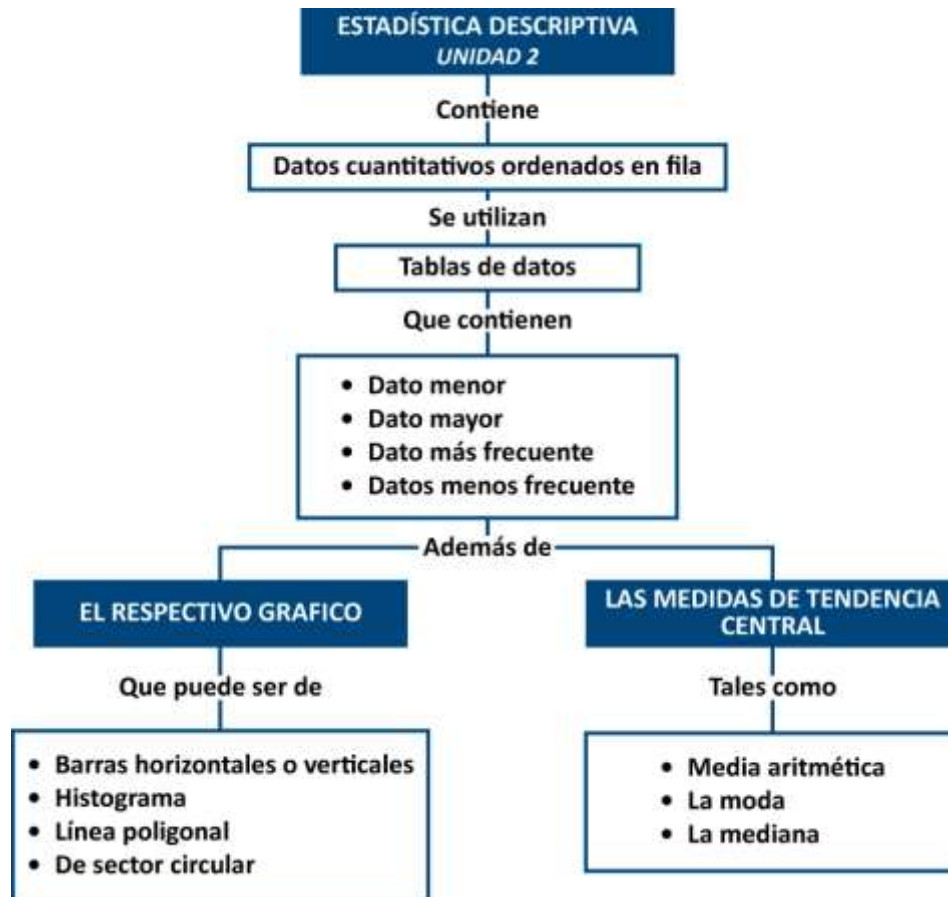 ESTADÍSTICA DESCRIPTIVA
UNIDAD 2
Contiene
Datos cuantitativos ordenados en fila
Se utilizan
Tablas de datos
Que contienen
• Dato menor
• Dato mayor
• Dato más frecuente
• Datos menos frecuente
Además de
EL RESPECTIVO GRAFICO
Que puede ser de
• Barras horizontales o verticales
• Histograma
• Línea poligonal
• De sector circular
LAS MEDIDAS DE TENDENCIA
CENTRAL
Tales como
• Media aritmética
• La moda
• La mediana